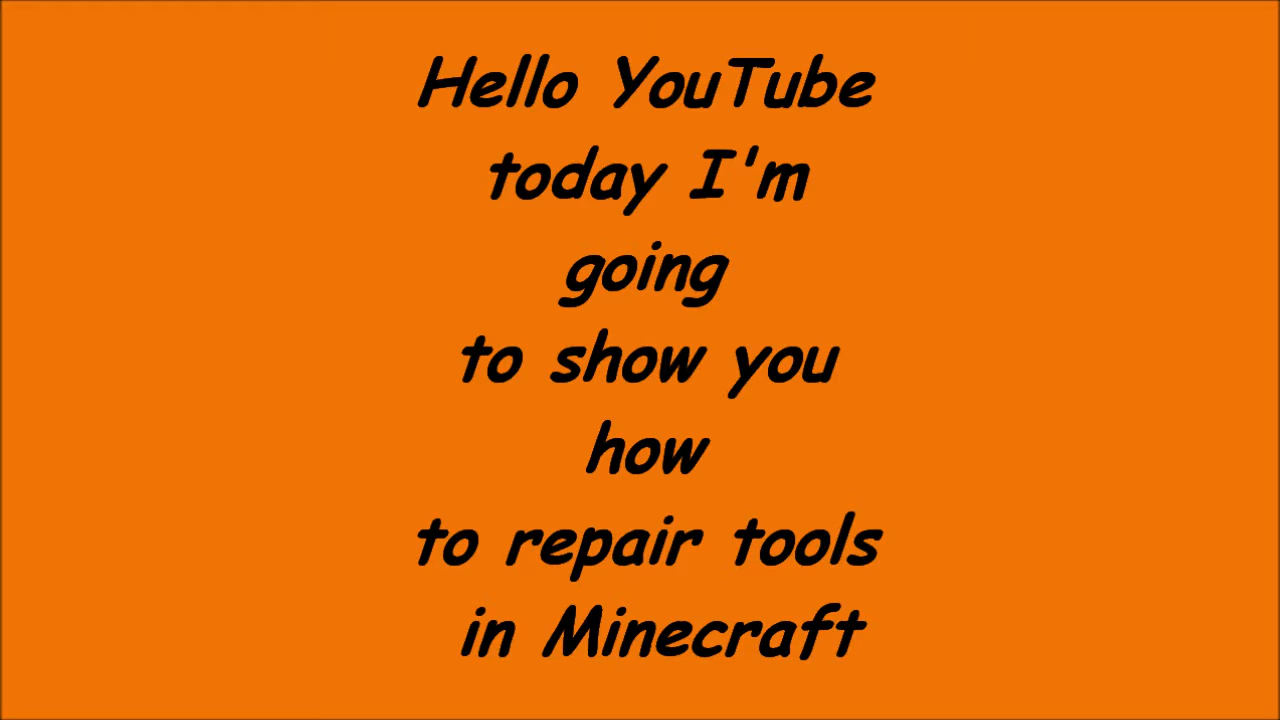 Hello YouTube
today I'm
going
to show you
how
to repair tools
in Minecraft